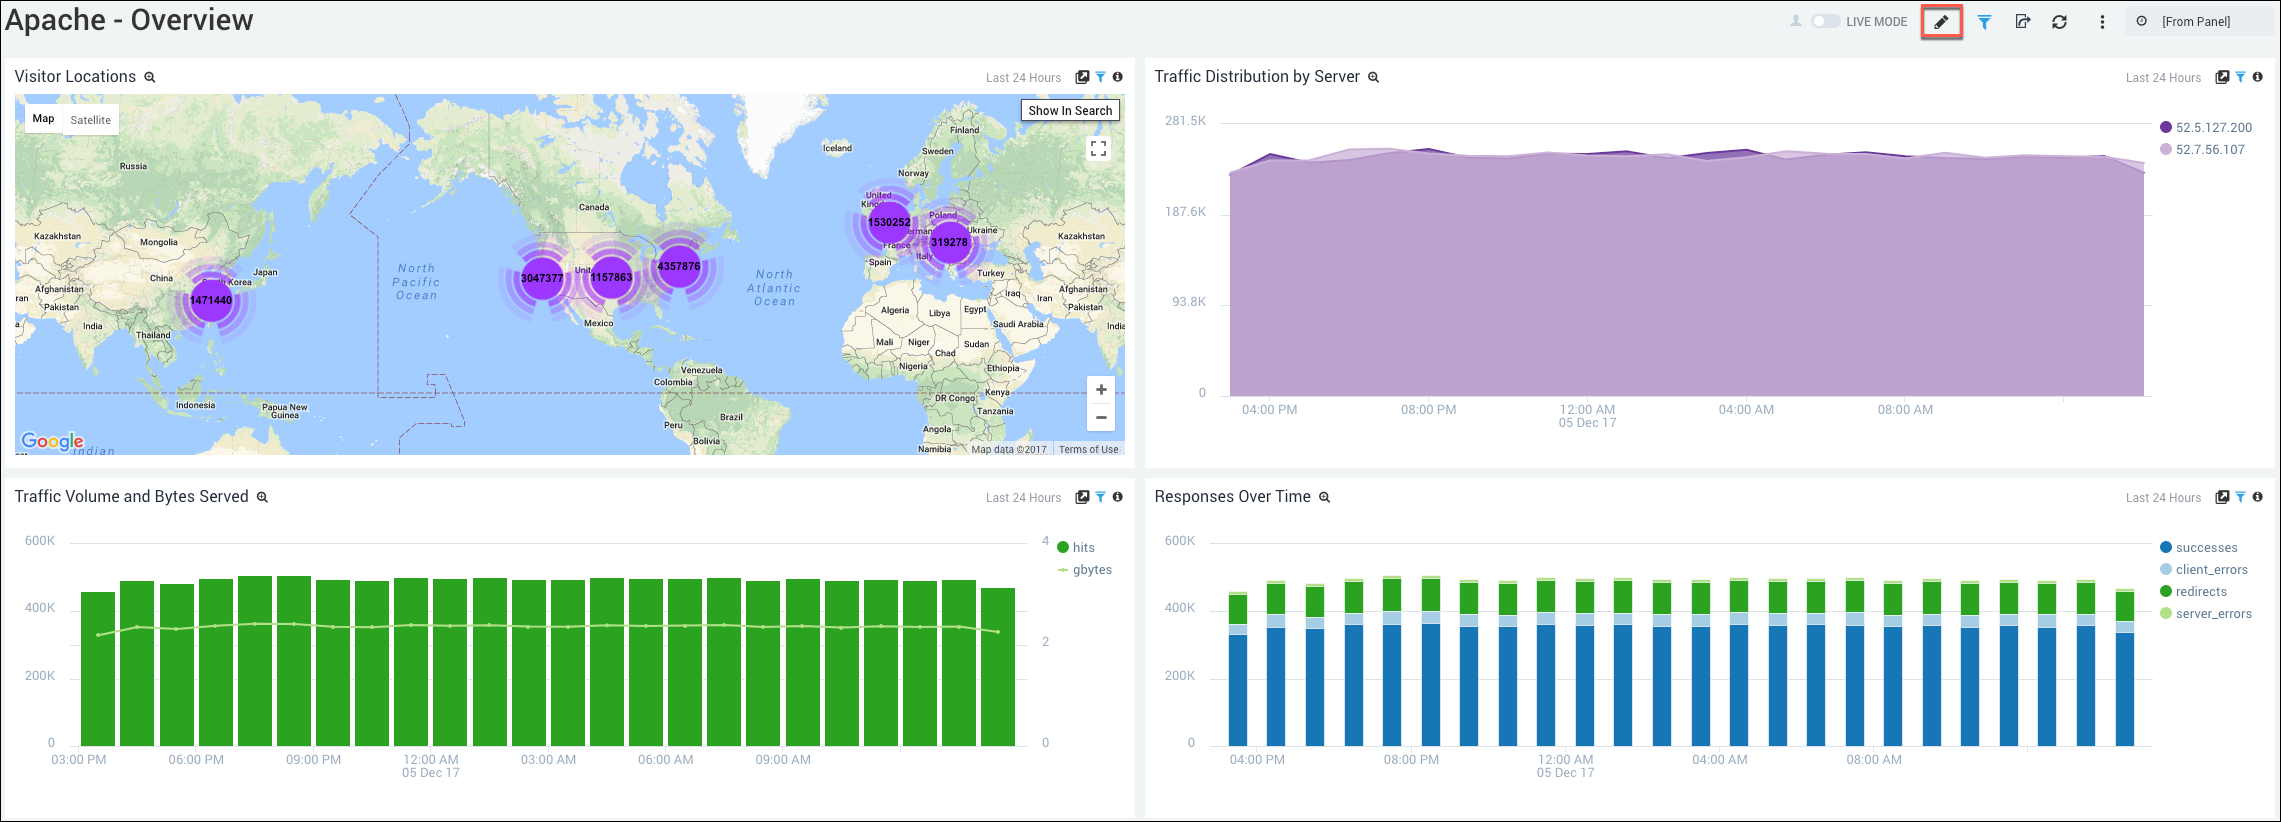 Apache - Overview
LIVE MODE
[From Panel]
Visitor Locations
Last 24 Hours
Map
Satellite
Show In Search
Iceland
Finland
Sweden
Norway
Russia
Canada
United
Kingdom
Poland
Germany
Ukraine
France
Italy
Spain
Turkey
Kazakhstan
Mongolia
China
Japan
South Korea
Afghanistan
Pakistan
India
Thailand
North
Pacific
Ocean
North
Atlantic
Ocean
Mexico
Kazakhstan
Iraq
Iran
Afghanistan
Pakistan
India
Algeria
Libya
Egypt
Saudi Arabia
Mali
Niger
Sudan
Chad
Nigeria
Ethiopia
Kenya
DR Congo
Tanzania
Angola
Namibia
Venezuela
Colombia
Brazil
Peru
Bolivia
Indonesia
Papua New
Guinea
Indian
1471440
3047377
1157863
4357876
1530252
319278
+
−
Google
Map data ©2017
Terms of Use
Traffic Distribution by Server
Last 24 Hours
281.5K
187.6K
93.8K
0
04:00 PM
08:00 PM
12:00 AM
05 Dec 17
04:00 AM
08:00 AM
52.5.127.200
52.7.56.107
Traffic Volume and Bytes Served
Last 24 Hours
600K
400K
200K
0
4
2
0
hits
gbytes
03:00 PM
06:00 PM
09:00 PM
12:00 AM
05 Dec 17
03:00 AM
06:00 AM
09:00 AM
Responses Over Time
Last 24 Hours
600K
400K
200K
0
04:00 PM
08:00 PM
12:00 AM
05 Dec 17
04:00 AM
08:00 AM
successes
client_errors
redirects
server_errors